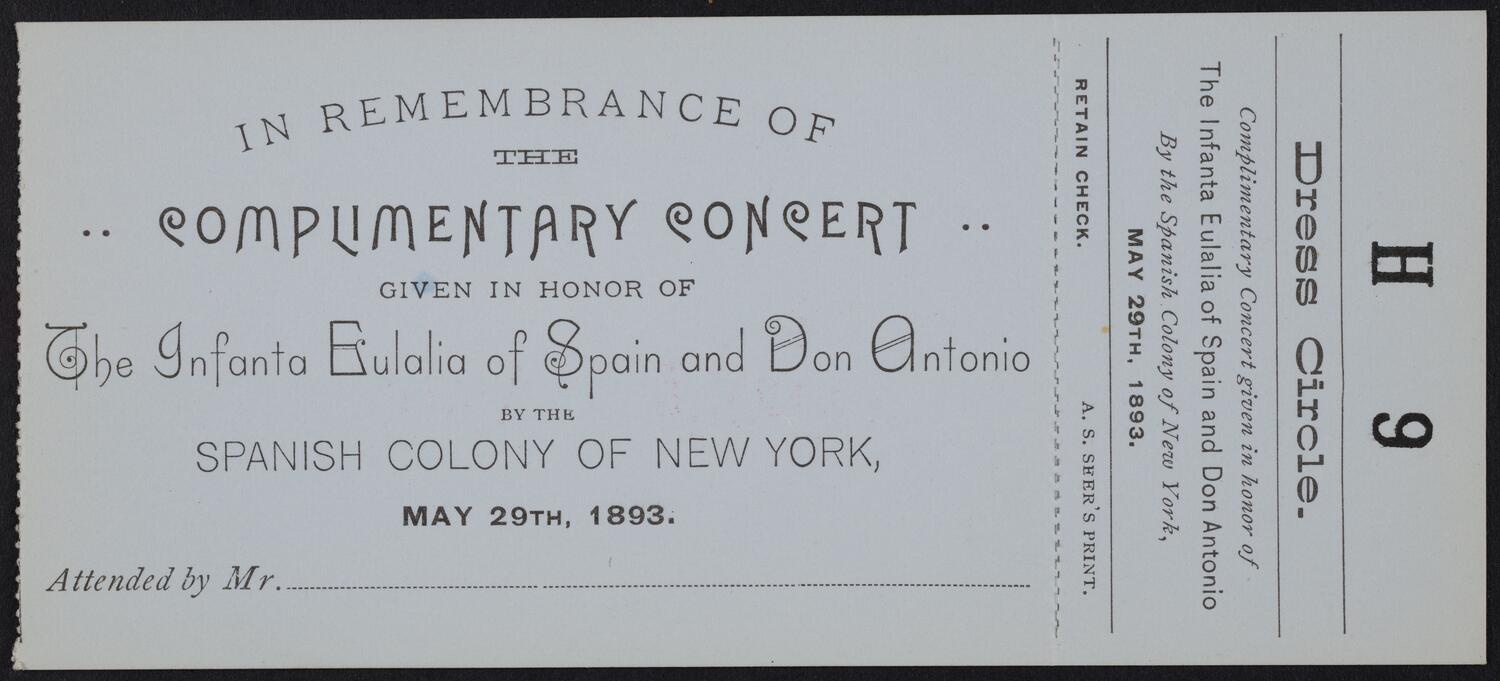 IN REMEMBRANCE OF
THE
·· COMPLIMENTARY CONCERT ··
GIVEN IN HONOR OF
The Infanta Eulalia of Spain and Don Antonio
BY THE
SPANISH COLONY OF NEW YORK,
MAY 29TH, 1893.
Attended by Mr.
RETAIN CHECK. A. S. SEER'S PRINT.
H 9
Dress Circle.
Complimentary Concert given in honor of
The Infanta Eulalia of Spain and Don Antonio
By the Spanish Colony of New York,
MAY 29TH, 1893.